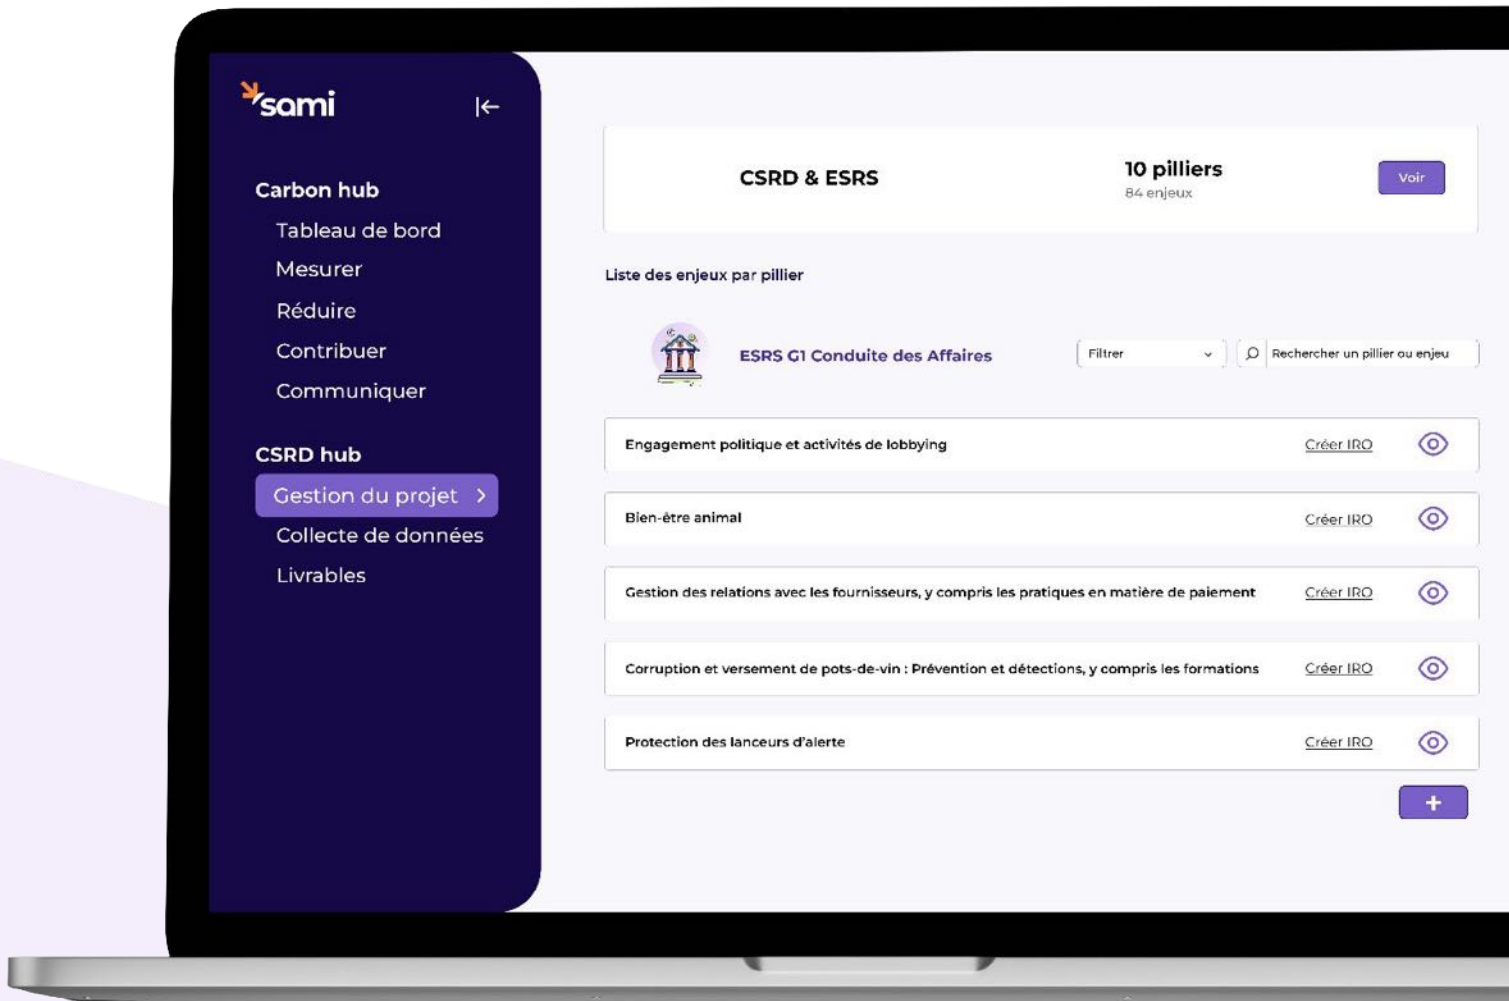 sami
Carbon hub
Tableau de bord
Mesurer
Réduire
Contribuer
Communiquer
CSRD hub
Gestion du projet
Collecte de données
Livrables
CSRD & ESRS
10 pilliers
84 enjeux
Voir
Liste des enjeux par pillier
ESRS G1 Conduite des Affaires
Filtrer
Rechercher un pillier ou enjeu
Engagement politique et activités de lobbying
Créer IRO
Bien-être animal
Créer IRO
Gestion des relations avec les fournisseurs, y compris les pratiques en matière de paiement
Créer IRO
Corruption et versement de pots-de-vin : Prévention et détections, y compris les formations
Créer IRO
Protection des lanceurs d'alerte
Créer IRO
+